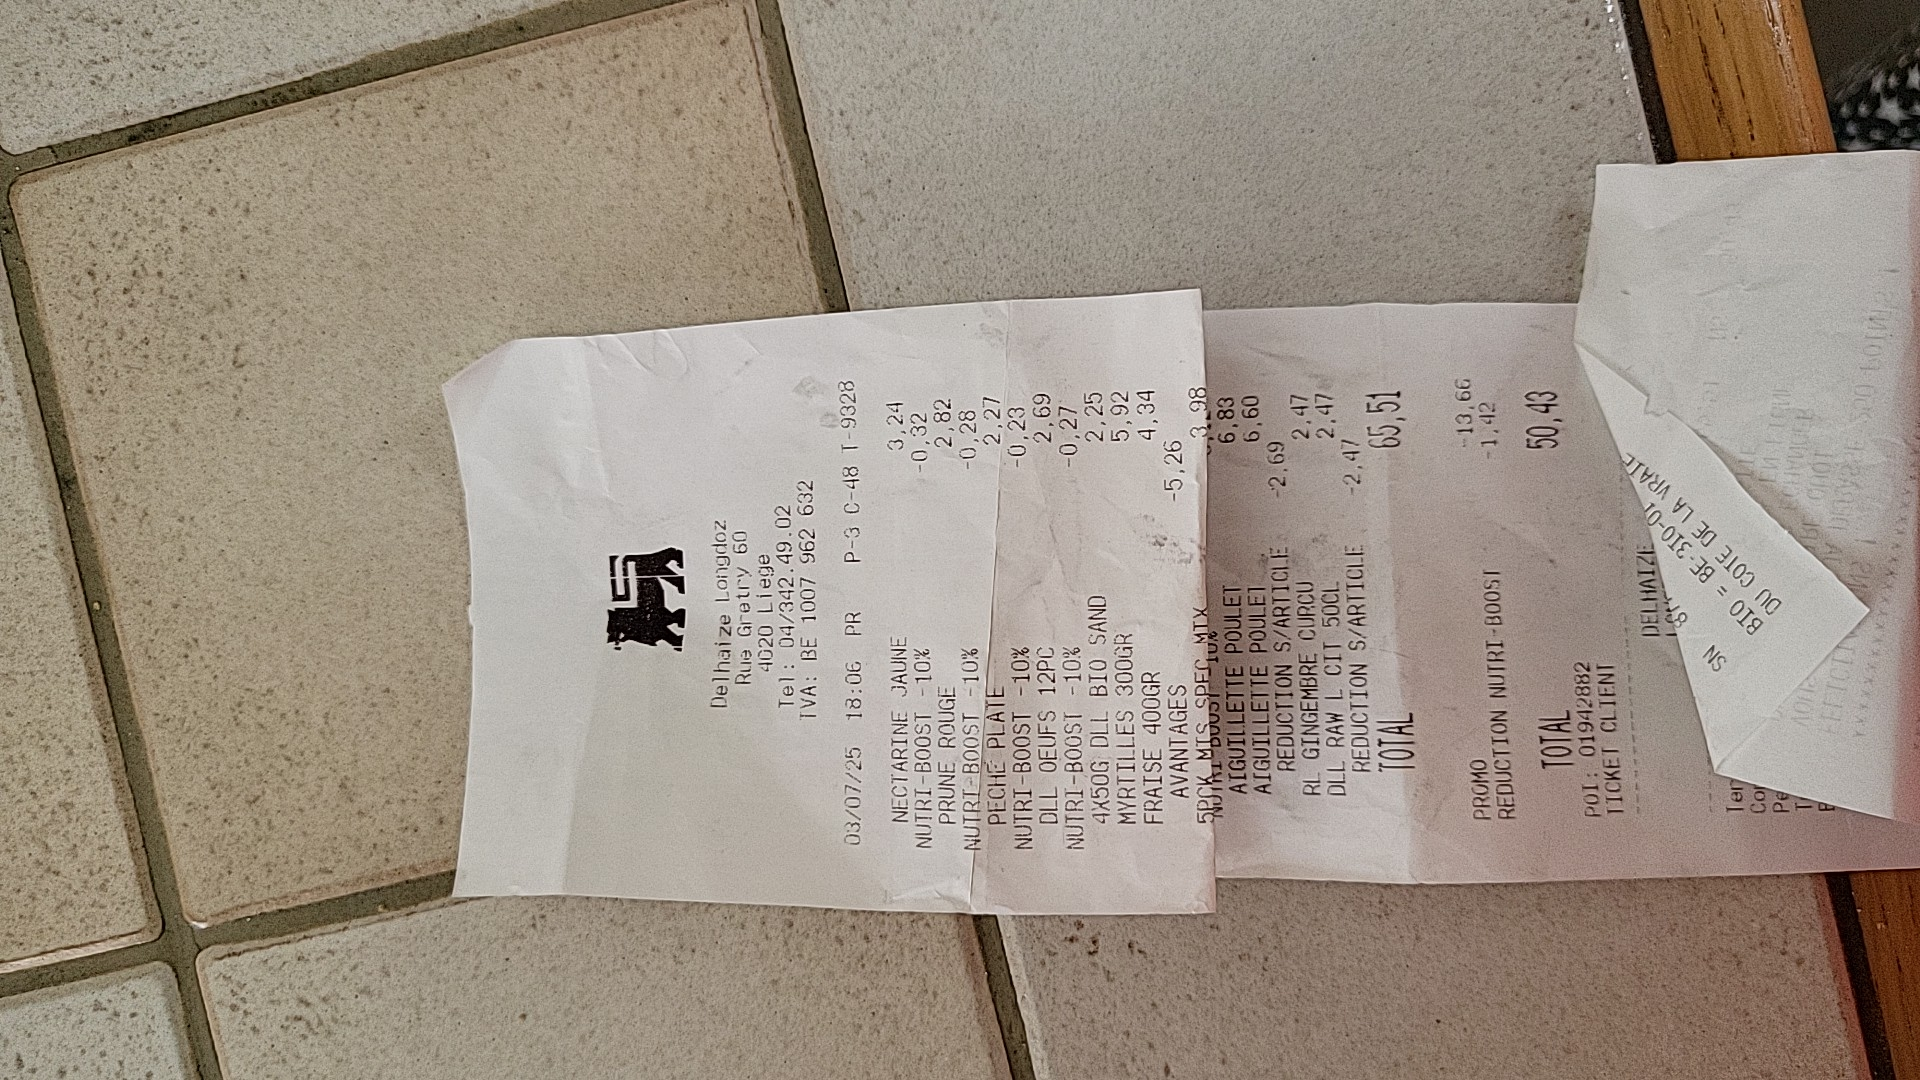 Delhaize Longdoz
Rue Gretry 60
4020 Liege
Tel: 04/342.49.02
TVA: BE 1007 962 632
03/07/25 18:06 PR P-3 C-48 T-9328
NECTARINE JAUNE 3,24
NUTRI-BOOST -10% -0,32
PRUNE ROUGE 2,82
NUTRI-BOOST -10% -0,28
PECHE PLATE 2,27
NUTRI-BOOST -10% -0,23
DLL OEUFS 12PC 2,69
NUTRI-BOOST -10% -0,27
4X50G DLL BIO SAND 2,25
MYRTILLES 300GR 5,92
FRAISE 400GR 4,34
AVANTAGES -5,26
MIX 3,98
NUTRI-BOOST 10%
AIGUILLETTE POULET 6,83
AIGUILLETTE POULET 6,60
REDUCTION S/ARTICLE -2,69
RL GINGEMBRE CURCU 2,47
DLL RAW L CIT 50CL 2,47
REDUCTION S/ARTICLE -2,47
TOTAL 65,51
PROMO -13,66
REDUCTION NUTRI-BOOST -1,42
TOTAL 50,43
POI: 01942882
TICKET CLIENT
DELHAIZE
SN
BIO = BE-BIO-01
DU COTE DE LA VRAIE